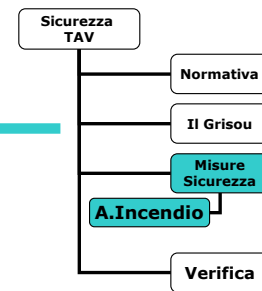 Sicurezza
TAV
Normativa
Il Grisou
Misure
Sicurezza
A.Incendio
Verifica